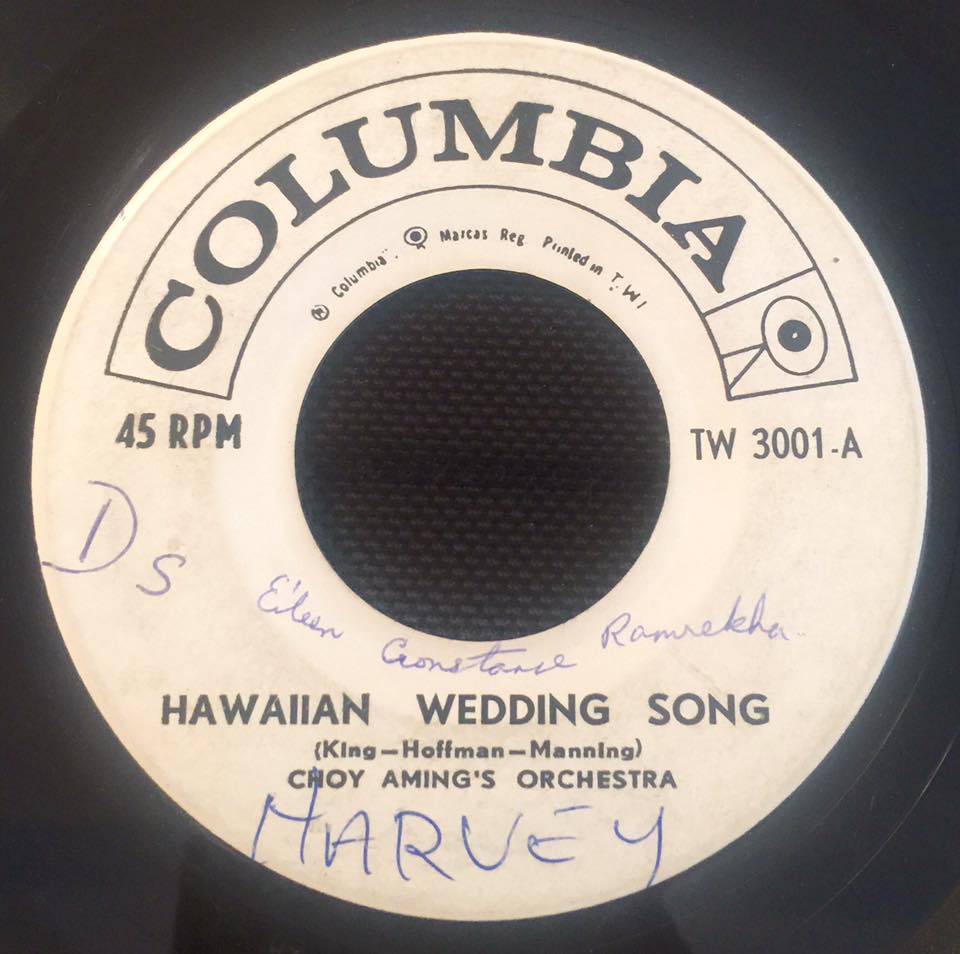 COLUMBIA
® Columbia", Marcas Reg. Printed in T.W.I
45 RPM
TW 3001-A
Ds
Eileen Constance Ramrekha
HAWAIIAN WEDDING SONG
(King—Hoffman—Manning)
CHOY AMING'S ORCHESTRA
HARVEY